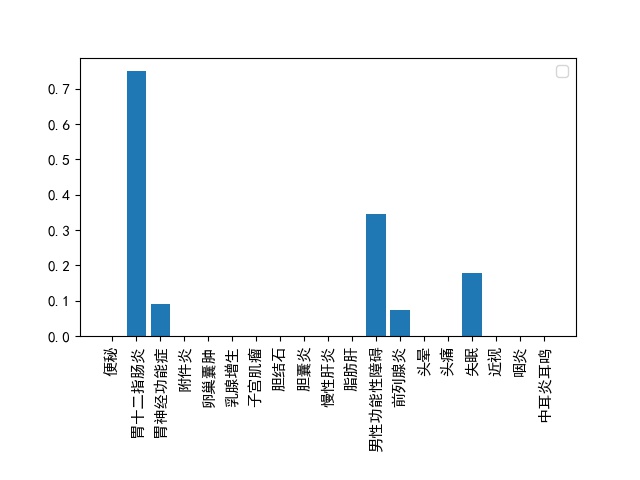 0.7
0.6
0.5
0.4
0.3
0.2
0.1
0.0
便秘
胃十二指肠炎
胃神经功能症
附件炎
卵巢囊肿
乳腺增生
子宫肌瘤
胆结石
胆囊炎
慢性肝炎
脂肪肝
男性功能性障碍
前列腺炎
头晕
头痛
失眠
近视
咽炎
中耳炎耳鸣